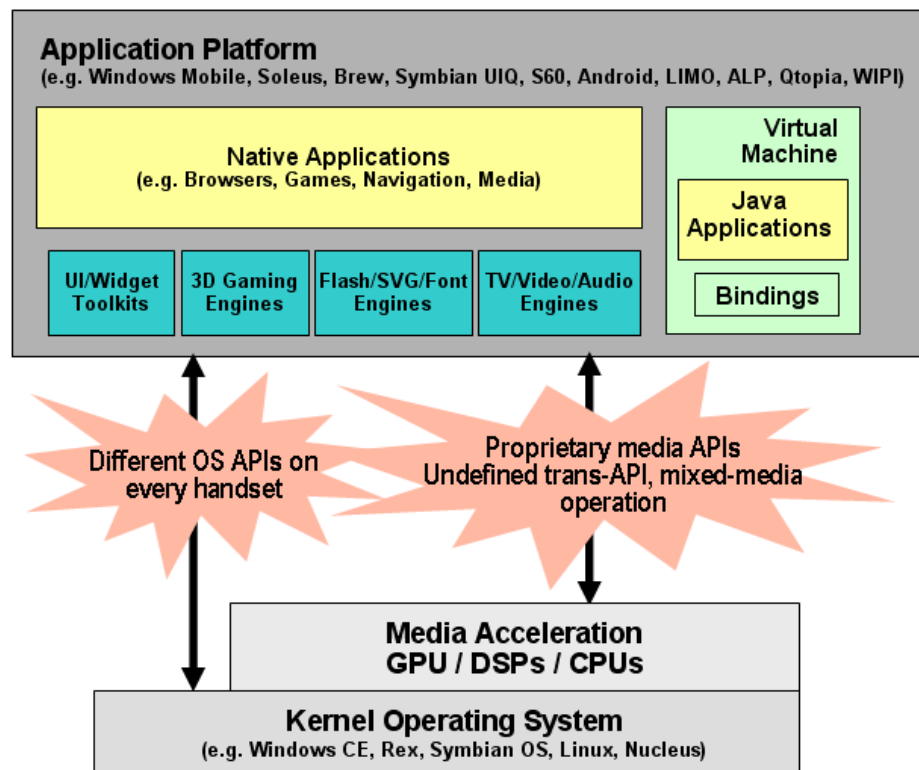 Application Platform
(e.g. Windows Mobile, Soleus, Brew, Symbian UIQ, S60, Android, LIMO, ALP, Qtopia, WIPI)
Native Applications
(e.g. Browsers, Games, Navigation, Media)
Virtual
Machine
Java
Applications
Bindings
UI/Widget
Toolkits
3D Gaming
Engines
Flash/SVG/Font
Engines
TV/Video/Audio
Engines
Different OS APIs on
every handset
Proprietary media APIs
Undefined trans-API, mixed-media
operation
Media Acceleration
GPU / DSPs / CPUs
Kernel Operating System
(e.g. Windows CE, Rex, Symbian OS, Linux, Nucleus)